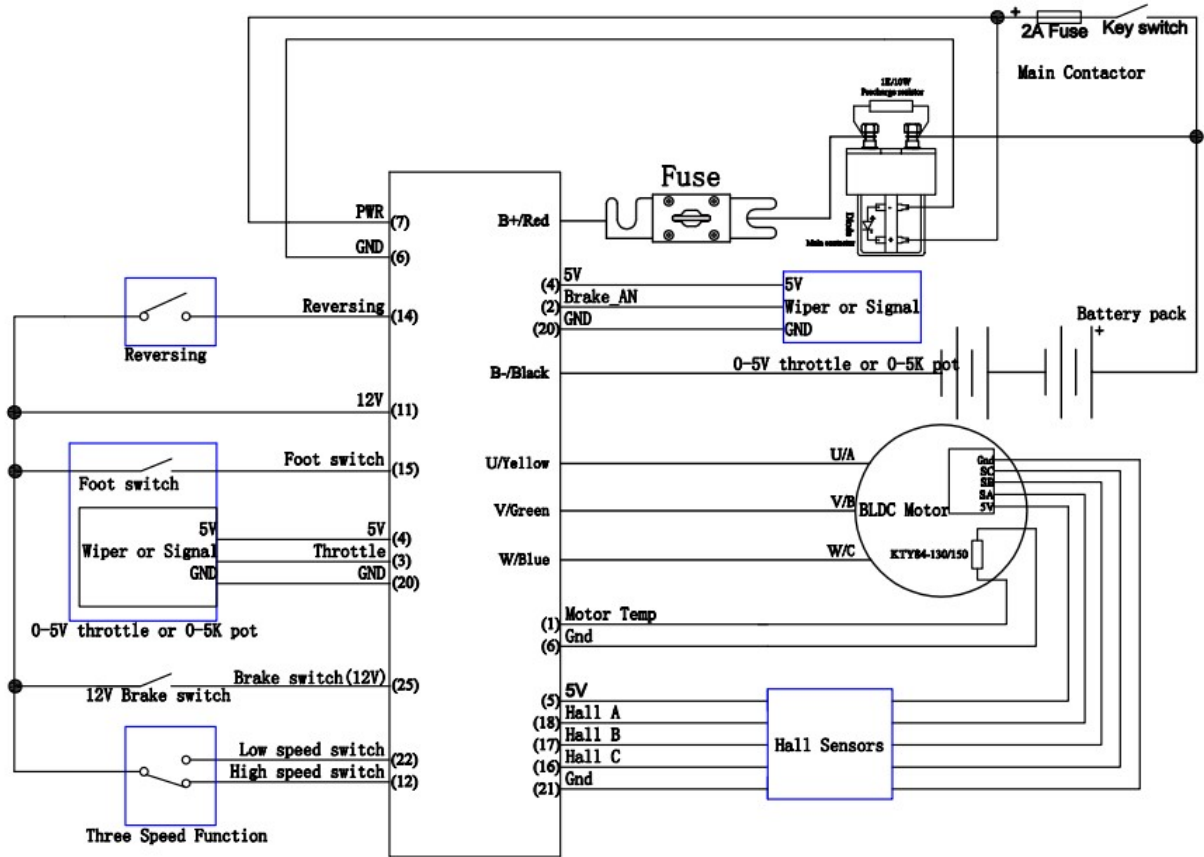 +
2A Fuse
Key switch
Main Contactor
1K/10W
Precharge resistor
Fuse
PWR
(7)
B+/Red
-
Diode
Main contactor
+
GND
(6)
5V
(4)
5V
Brake_AN
(2)
Wiper or Signal
GND
(20)
GND
Reversing
(14)
Reversing
Battery pack
+
B-/Black
0-5V throttle or 0-5K pot
12V
(11)
Foot switch
(15)
Foot switch
U/Yellow
U/A
Gnd
SC
SB
SA
5V
V/Green
V/B
BLDC Motor
5V
5V
(4)
Wiper or Signal
Throttle
(3)
GND
GND
(20)
W/Blue
W/C
KTY84-130/150
0-5V throttle or 0-5K pot
Motor Temp
(1)
Gnd
(6)
Brake switch(12V)
(25)
12V Brake switch
5V
(5)
Hall A
(18)
Hall B
(17)
Hall C
(16)
Gnd
(21)
Hall Sensors
Low speed switch
(22)
High speed switch
(12)
Three Speed Function